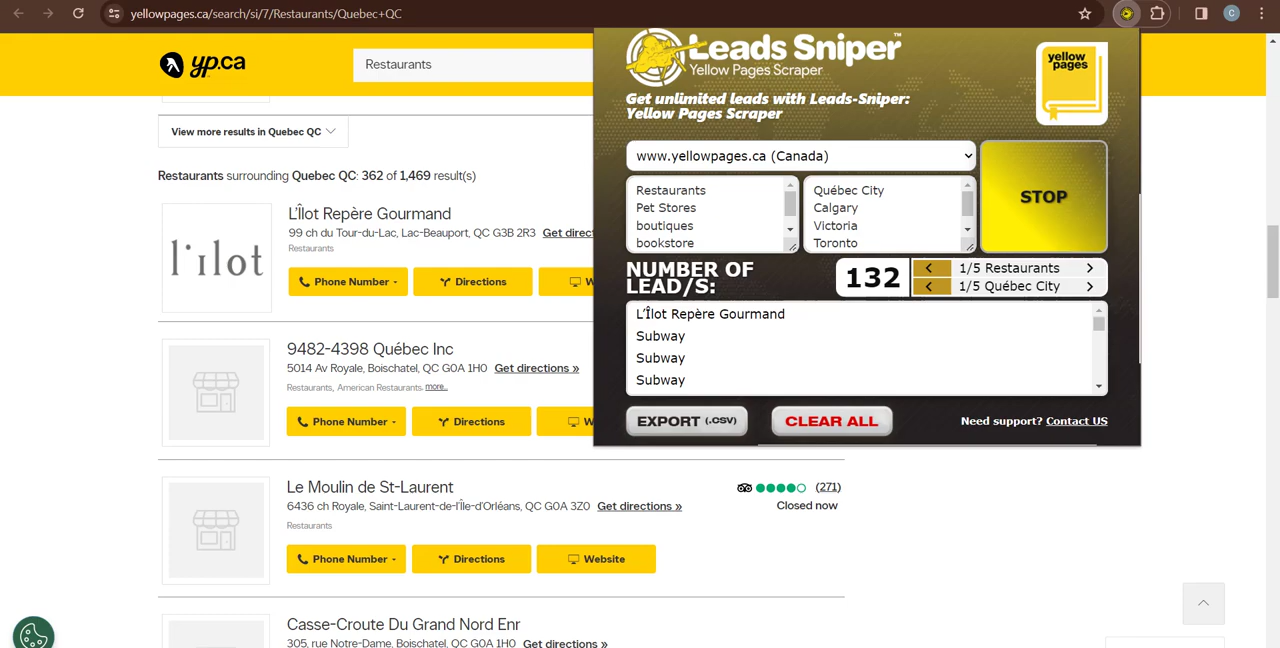 yellowpages.ca/search/si/7/Restaurants/Quebec+QC
C
yp.ca
Restaurants
View more results in Quebec QC
Restaurants surrounding Quebec QC: 362 of 1,469 result(s)
l'îlot
L'Îlot Repère Gourmand
99 ch du Tour-du-Lac, Lac-Beauport, QC G3B 2R3 Get direc
Restaurants
Phone Number
Directions
W
9482-4398 Québec Inc
5014 Av Royale, Boischatel, QC G0A 1H0 Get directions »
Restaurants, American Restaurants more...
Phone Number
Directions
W
Le Moulin de St-Laurent
(271)
6436 ch Royale, Saint-Laurent-de-l'Île-d'Orléans, QC G0A 3Z0 Get directions »
Closed now
Restaurants
Phone Number
Directions
Website
Casse-Croute Du Grand Nord Enr
305, rue Notre-Dame, Boischatel, QC G0A 1H0 Get directions »
Leads Sniper™
Yellow Pages Scraper
yellow
pages
Get unlimited leads with Leads-Sniper:
Yellow Pages Scraper
www.yellowpages.ca (Canada)
Restaurants
Pet Stores
boutiques
bookstore
Québec City
Calgary
Victoria
Toronto
STOP
NUMBER OF
LEAD/S:
132
1/5 Restaurants
1/5 Québec City
L'Îlot Repère Gourmand
Subway
Subway
Subway
EXPORT (.CSV)
CLEAR ALL
Need support? Contact US